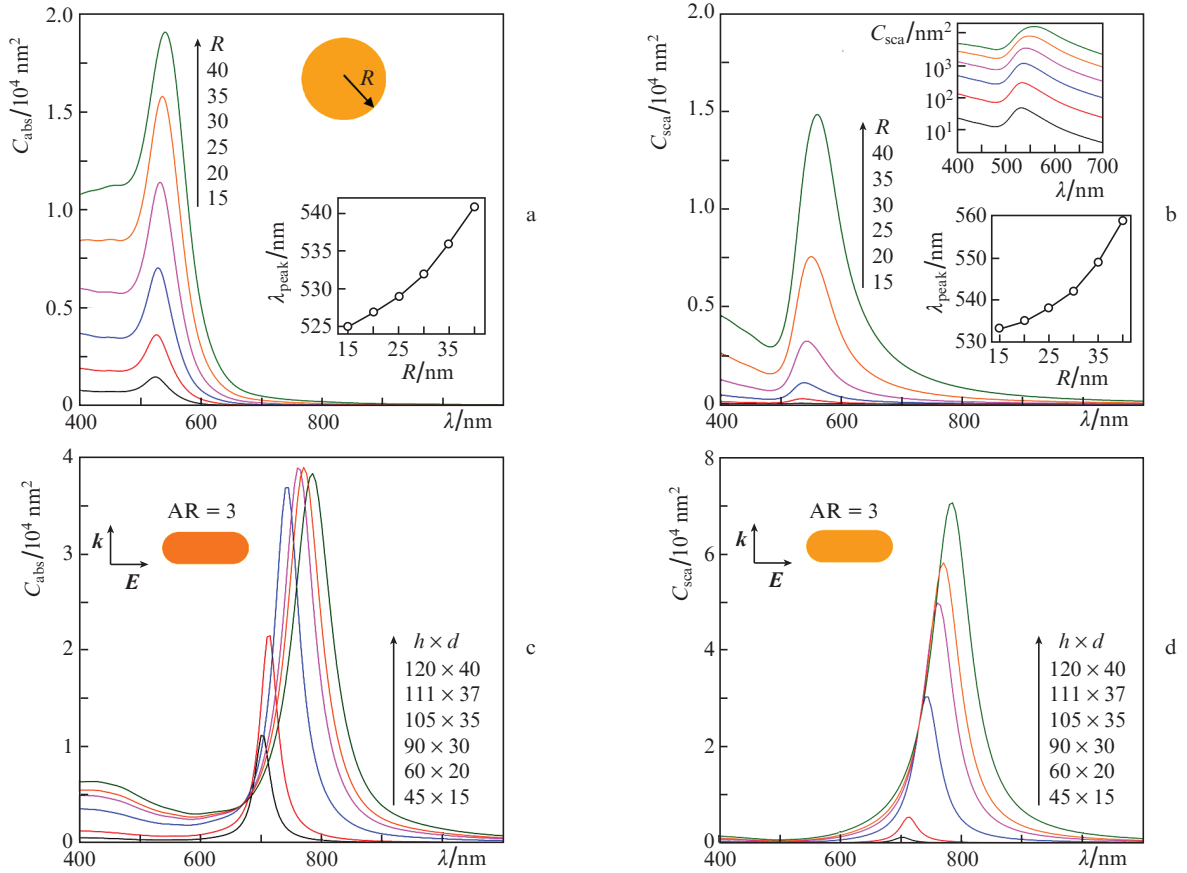 2.0
1.5
1.0
0.5
0
C_abs/10^4 nm^2
R
40
35
30
25
20
15
R
540
535
530
525
λ_peak/nm
15 25 35
R/nm
400 600 800 λ/nm
a
2.0
1.5
1.0
0.5
0
C_sca/10^4 nm^2
R
40
35
30
25
20
15
C_sca/nm^2
10^3
10^2
10^1
400 500 600 700
λ/nm
560
550
540
530
λ_peak/nm
15 25 35
R/nm
400 600 800 λ/nm
b
4
3
2
1
0
C_abs/10^4 nm^2
AR = 3
k
E
h × d
120 × 40
111 × 37
105 × 35
90 × 30
60 × 20
45 × 15
400 600 800 λ/nm
c
8
6
7
2
0
C_sca/10^4 nm^2
AR = 3
k
E
h × d
120 × 40
111 × 37
105 × 35
90 × 30
60 × 20
45 × 15
400 600 800 λ/nm
d